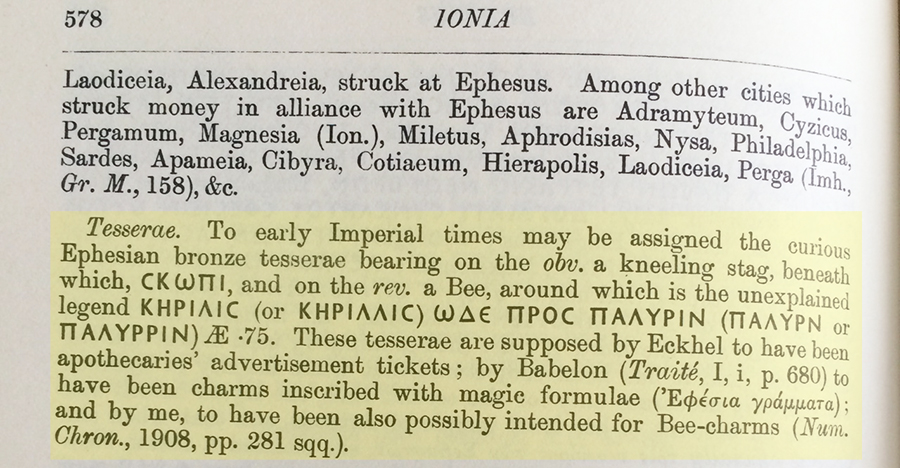 578 IONIA
Laodiceia, Alexandreia, struck at Ephesus. Among other cities which
struck money in alliance with Ephesus are Adramyteum, Cyzicus,
Pergamum, Magnesia (Ion.), Miletus, Aphrodisias, Nysa, Philadelphia,
Sardes, Apameia, Cibyra, Cotiaeum, Hierapolis, Laodiceia, Perga (Imh.,
Gr. M., 158), &c.
Tesserae. To early Imperial times may be assigned the curious
Ephesian bronze tesserae bearing on the obv. a kneeling stag, beneath
which, CΚШΠΙ, and on the rev. a Bee, around which is the unexplained
legend ΚΗΡΙΛΙC (or ΚΗΡΙΛΛΙC) ШΔЄ ΠΡΟC ΠΑΛΥΡΙΝ (ΠΑΛΥΡΝ or
ΠΑΛΥΡΡΙΝ) Æ ·75. These tesserae are supposed by Eckhel to have been
apothecaries' advertisement tickets; by Babelon (Traité, I, i, p. 680) to
have been charms inscribed with magic formulae (Ἐφέσια γράμματα);
and by me, to have been also possibly intended for Bee-charms (Num.
Chron., 1908, pp. 281 sqq.).